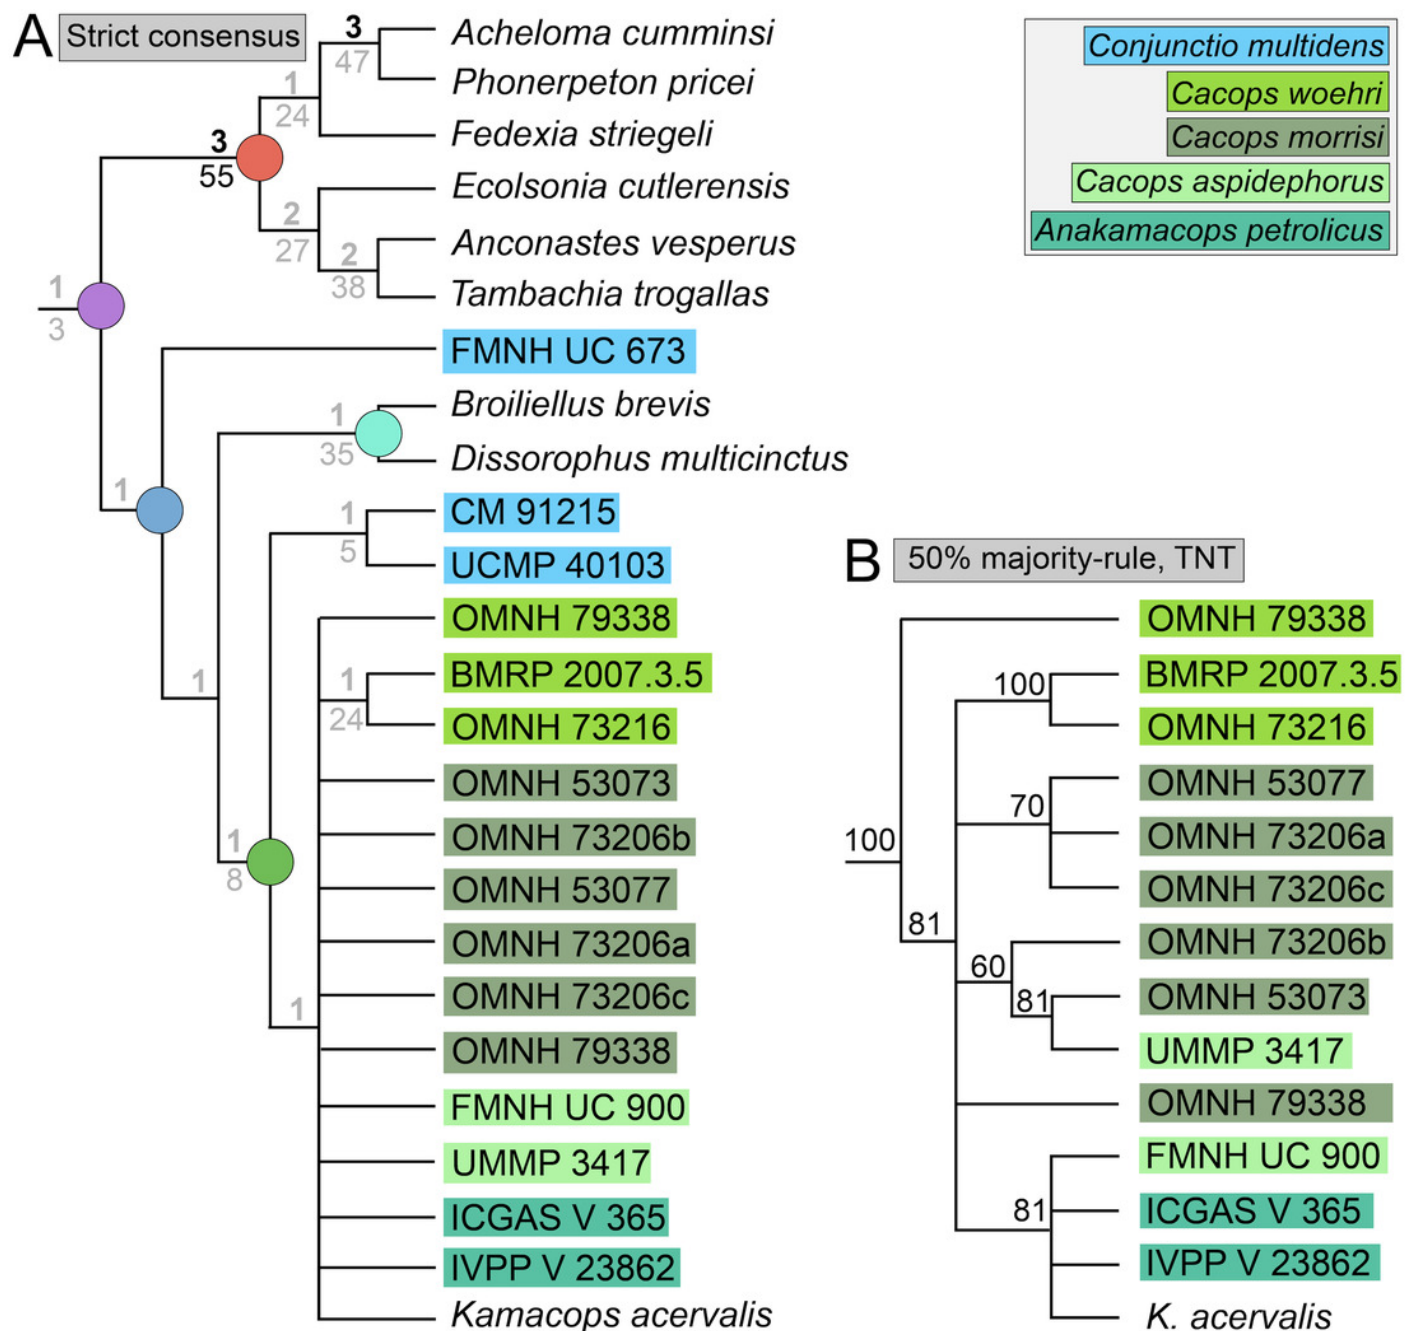 A Strict consensus
3
47
1
24
3
55
2
27
2
38
1
3
Acheloma cumminsi
Phonerpeton pricei
Fedexia striegeli
Ecolsonia cutlerensis
Anconastes vesperus
Tambachia trogallas
FMNH UC 673
1
35
Broiliellus brevis
Dissorophus multicinctus
1
1
5
CM 91215
UCMP 40103
OMNH 79338
1
24
BMRP 2007.3.5
OMNH 73216
1
OMNH 53073
OMNH 73206b
1
8
OMNH 53077
OMNH 73206a
OMNH 73206c
1
OMNH 79338
FMNH UC 900
UMMP 3417
ICGAS V 365
IVPP V 23862
Kamacops acervalis
Conjunctio multidens
Cacops woehri
Cacops morrisi
Cacops aspidephorus
Anakamacops petrolicus
B 50% majority-rule, TNT
OMNH 79338
100
BMRP 2007.3.5
OMNH 73216
70
OMNH 53077
OMNH 73206a
OMNH 73206c
100
81
60
OMNH 73206b
81
OMNH 53073
UMMP 3417
OMNH 79338
81
FMNH UC 900
ICGAS V 365
IVPP V 23862
K. acervalis